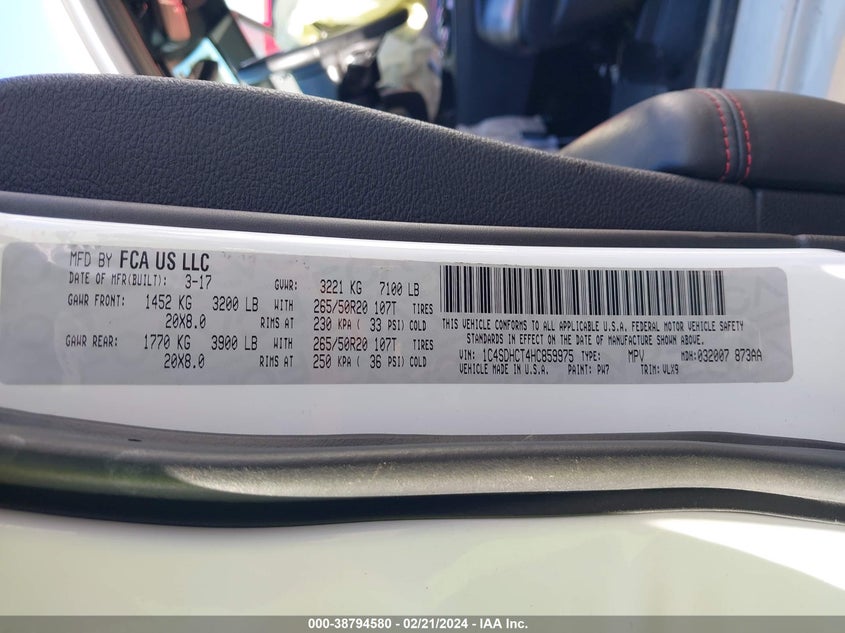 MFD BY FCA US LLC
DATE OF MFR(BUILT): 3-17 GVWR: 3221 KG 7100 LB
GAWR FRONT: 1452 KG 3200 LB WITH 265/50R20 107T TIRES
20X8.0 RIMS AT 230 KPA ( 33 PSI) COLD
GAWR REAR: 1770 KG 3900 LB WITH 265/50R20 107T TIRES
20X8.0 RIMS AT 250 KPA ( 36 PSI) COLD
THIS VEHICLE CONFORMS TO ALL APPLICABLE U.S.A. FEDERAL MOTOR VEHICLE SAFETY
STANDARDS IN EFFECT ON THE DATE OF MANUFACTURE SHOWN ABOVE.
VIN: 1C4SDHCT4HC859975 TYPE: MPV MDH: 032007 873AA
VEHICLE MADE IN U.S.A. PAINT: PW7 TRIM: VLX9
000-38794580 / 02/21/2024 - IAA Inc.